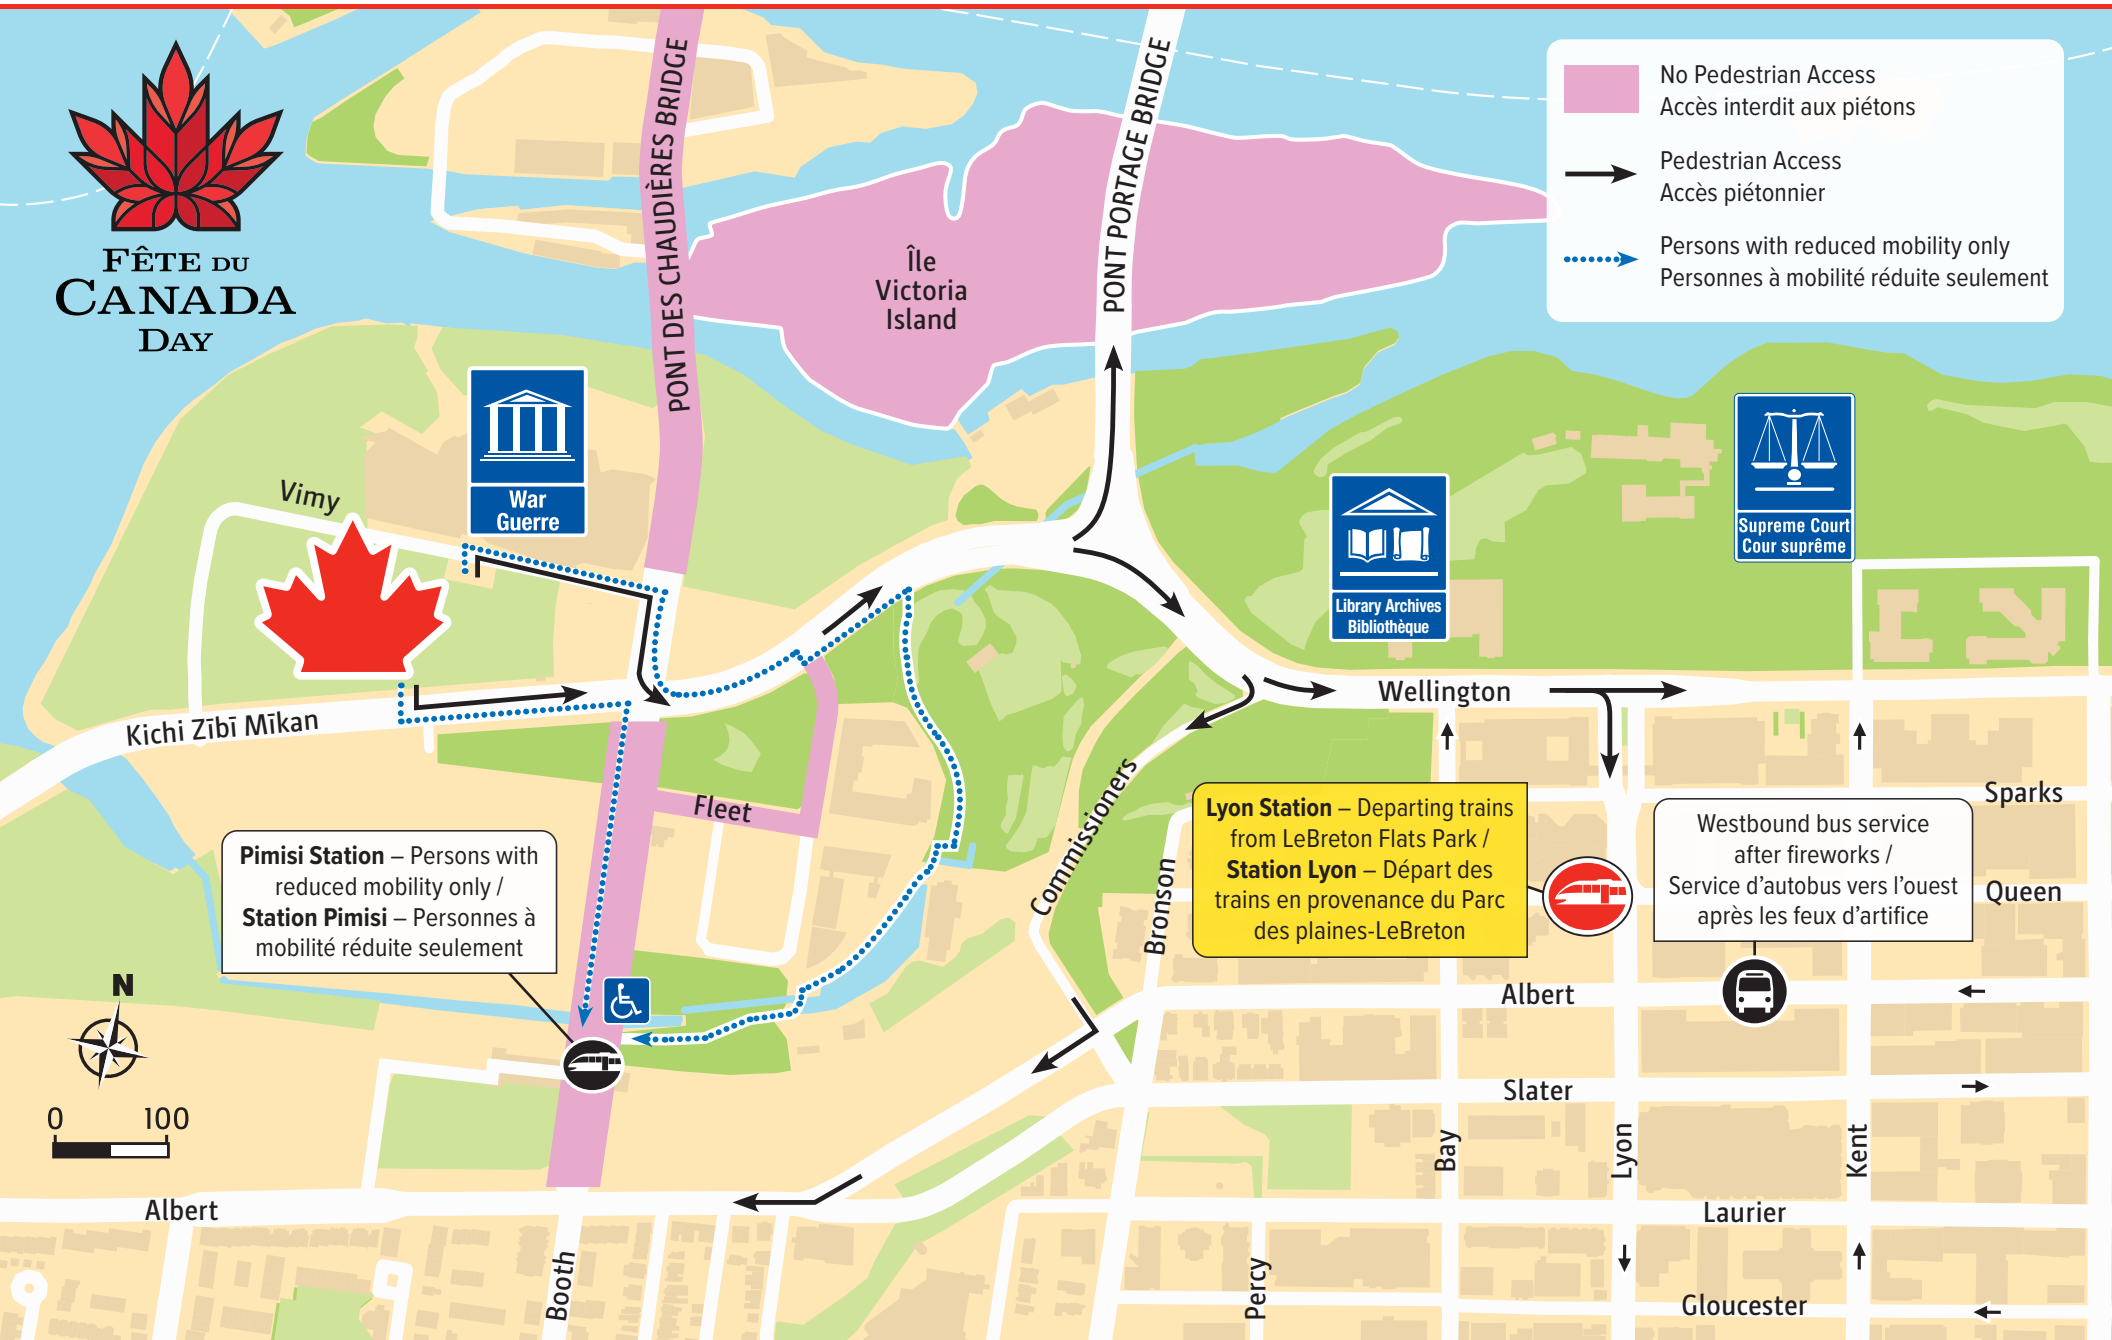 FÊTE DU
CANADA
DAY
No Pedestrian Access
Accès interdit aux piétons
Pedestrian Access
Accès piétonnier
Persons with reduced mobility only
Personnes à mobilité réduite seulement
PONT DES CHAUDIÈRES BRIDGE
PONT PORTAGE BRIDGE
Île
Victoria
Island
War
Guerre
Vimy
Supreme Court
Cour suprême
Library Archives
Bibliothèque
Kichi Zībī Mīkan
Wellington
Fleet
Commissioners
Bronson
Sparks
Queen
Lyon Station – Departing trains
from LeBreton Flats Park /
Station Lyon – Départ des
trains en provenance du Parc
des plaines-LeBreton
Westbound bus service
after fireworks /
Service d'autobus vers l'ouest
après les feux d'artifice
Pimisi Station – Persons with
reduced mobility only /
Station Pimisi – Personnes à
mobilité réduite seulement
N
0 100
Albert
Slater
Bay
Lyon
Kent
Albert
Laurier
Booth
Percy
Gloucester